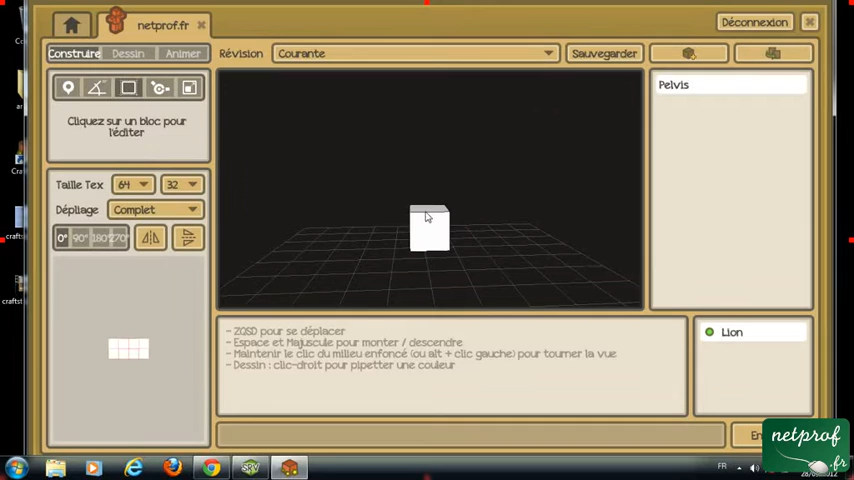 netprof.fr
Déconnexion
Construire Dessin Animer Révision Courante Sauvegarder
Cliquez sur un bloc pour
l'éditer
Pelvis
Taille Tex 64 32
Dépliage Complet
0° 90° 180° 270°
- ZQSD pour se déplacer
- Espace et Majuscule pour monter / descendre
- Maintenir le clic du milieu enfoncé (ou alt + clic gauche) pour tourner la vue
- Dessin : clic-droit pour pipetter une couleur
Lion
netprof
.fr
FR